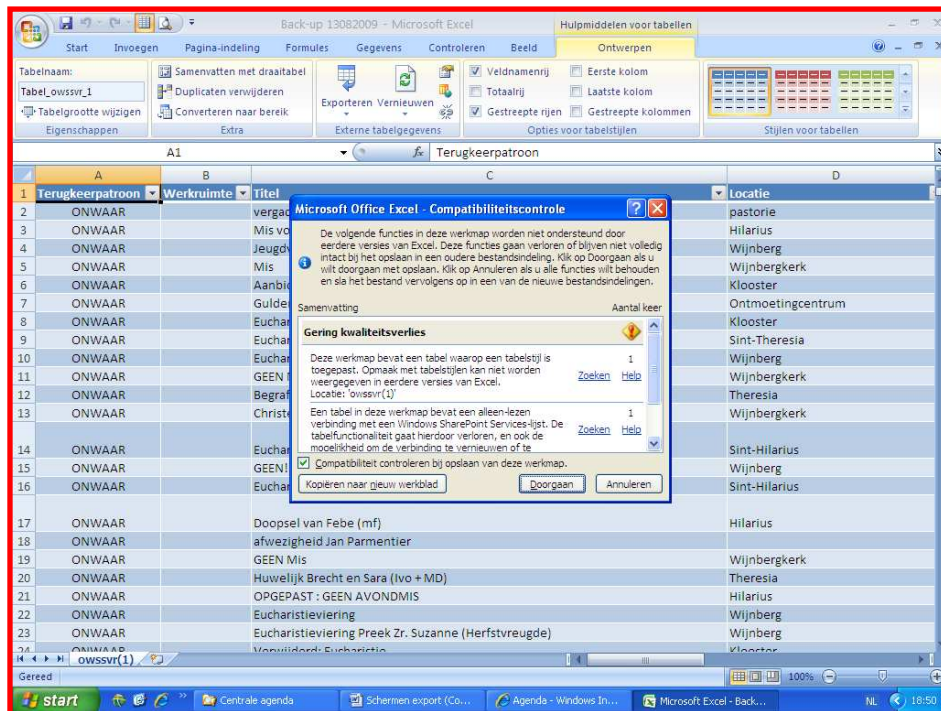 Back-up 13082009 - Microsoft Excel
Hulpmiddelen voor tabellen
Start Invoegen Pagina-indeling Formules Gegevens Controleren Beeld Ontwerpen
Tabelnaam:
Tabel_owssvr_1
Tabelgrootte wijzigen
Eigenschappen
Samenvatten met draaitabel
Duplicaten verwijderen
Converteren naar bereik
Extra
Exporteren Vernieuwen
Externe tabelgegevens
Veldnamenrij Eerste kolom
Totaalrij Laatste kolom
Gestreepte rijen Gestreepte kolommen
Opties voor tabelstijlen
Stijlen voor tabellen
A1 fx Terugkeerpatroon
A B C D
1 Terugkeerpatroon Werkruimte Titel Locatie
2 ONWAAR pastorie
3 ONWAAR Mis Hilarius
4 ONWAAR Wijnberg
5 ONWAAR Mis Wijnbergkerk
6 ONWAAR Klooster
7 ONWAAR Ontmoetingcentrum
8 ONWAAR Klooster
9 ONWAAR Sint-Theresia
10 ONWAAR Wijnberg
11 ONWAAR GEEN Wijnbergkerk
12 ONWAAR Theresia
13 ONWAAR Wijnbergkerk
14 ONWAAR Sint-Hilarius
15 ONWAAR GEEN! Wijnberg
16 ONWAAR Sint-Hilarius
17 ONWAAR Doopsel van Febe (mf) Hilarius
18 ONWAAR afwezigheid Jan Parmentier
19 ONWAAR GEEN Mis Wijnbergkerk
20 ONWAAR Huwelijk Brecht en Sara (Ivo + MD) Theresia
21 ONWAAR OPGEPAST : GEEN AVONDMIS Hilarius
22 ONWAAR Eucharistieviering Wijnberg
23 ONWAAR Eucharistieviering Preek Zr. Suzanne (Herfstvreugde) Wijnberg
24 ONWAAR Verwijderd: Eucharistie Klooster
Microsoft Office Excel - Compatibiliteitscontrole
De volgende functies in deze werkmap worden niet ondersteund door
eerdere versies van Excel. Deze functies gaan verloren of blijven niet volledig
intact bij het opslaan in een oudere bestandsindeling. Klik op Doorgaan als u
wilt doorgaan met opslaan. Klik op Annuleren als u alle functies wilt behouden
en sla het bestand vervolgens op in een van de nieuwe bestandsindelingen.
Samenvatting Aantal keer
Gering kwaliteitsverlies
Deze werkmap bevat een tabel waarop een tabelstijl is 1
toegepast. Opmaak met tabelstijlen kan niet worden
weergegeven in eerdere versies van Excel. Zoeken Help
Locatie: 'owssvr(1)'
Een tabel in deze werkmap bevat een alleen-lezen 1
verbinding met een Windows SharePoint Services-lijst. De
tabelfunctionaliteit gaat hierdoor verloren, en ook de Zoeken Help
mogelijkheid om de verbinding te vernieuwen of te
Compatibiliteit controleren bij opslaan van deze werkmap.
Kopiëren naar nieuw werkblad Doorgaan Annuleren
owssvr(1)
Gereed 100%
start Centrale agenda Schermen export (Co... Agenda - Windows In... Microsoft Excel - Back... NL 18:50